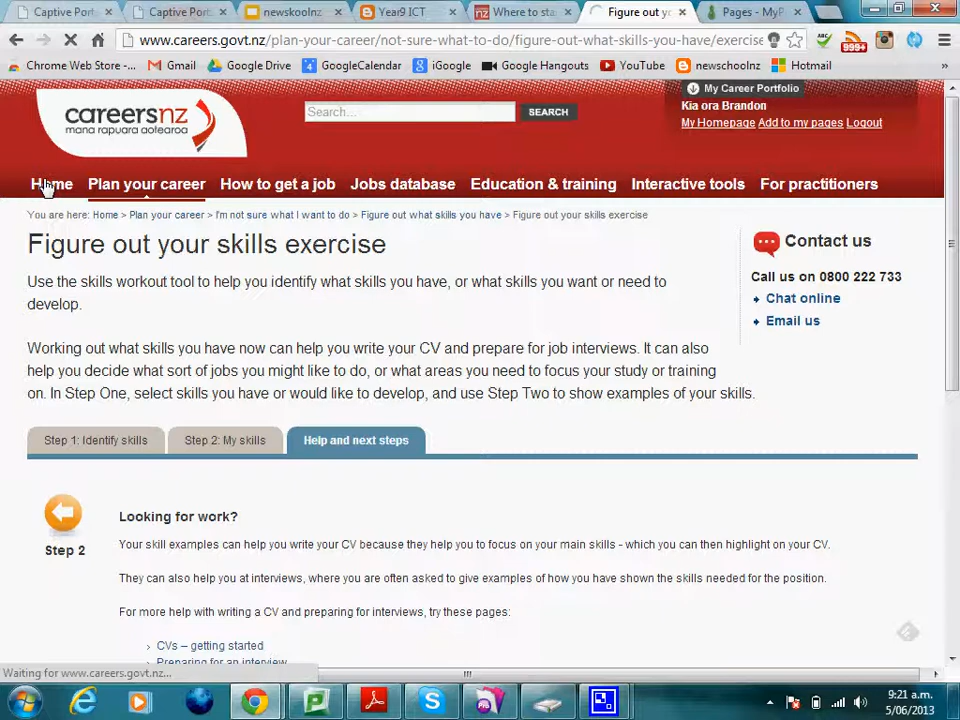 Captive Port
Captive Port
newskoolnz
Year9 ICT
Where to sta
Figure out yo
Pages - MyP
www.careers.govt.nz/plan-your-career/not-sure-what-to-do/figure-out-what-skills-you-have/exercise
999+
Chrome Web Store -...
Gmail
Google Drive
GoogleCalendar
iGoogle
Google Hangouts
YouTube
newschoolnz
Hotmail
»
careersnz
mana rapuara aotearoa
Search...
SEARCH
My Career Portfolio
Kia ora Brandon
My Homepage Add to my pages Logout
Home Plan your career How to get a job Jobs database Education & training Interactive tools For practitioners
You are here: Home > Plan your career > I'm not sure what I want to do > Figure out what skills you have > Figure out your skills exercise
Figure out your skills exercise
Use the skills workout tool to help you identify what skills you have, or what skills you want or need to
develop.
Working out what skills you have now can help you write your CV and prepare for job interviews. It can also
help you decide what sort of jobs you might like to do, or what areas you need to focus your study or training
on. In Step One, select skills you have or would like to develop, and use Step Two to show examples of your skills.
Contact us
Call us on 0800 222 733
Chat online
Email us
Step 1: Identify skills
Step 2: My skills
Help and next steps
Step 2
Looking for work?
Your skill examples can help you write your CV because they help you to focus on your main skills - which you can then highlight on your CV.
They can also help you at interviews, where you are often asked to give examples of how you have shown the skills needed for the position.
For more help with writing a CV and preparing for interviews, try these pages:
CVs – getting started
Preparing for an interview
Waiting for www.careers.govt.nz...
9:21 a.m.
5/06/2013